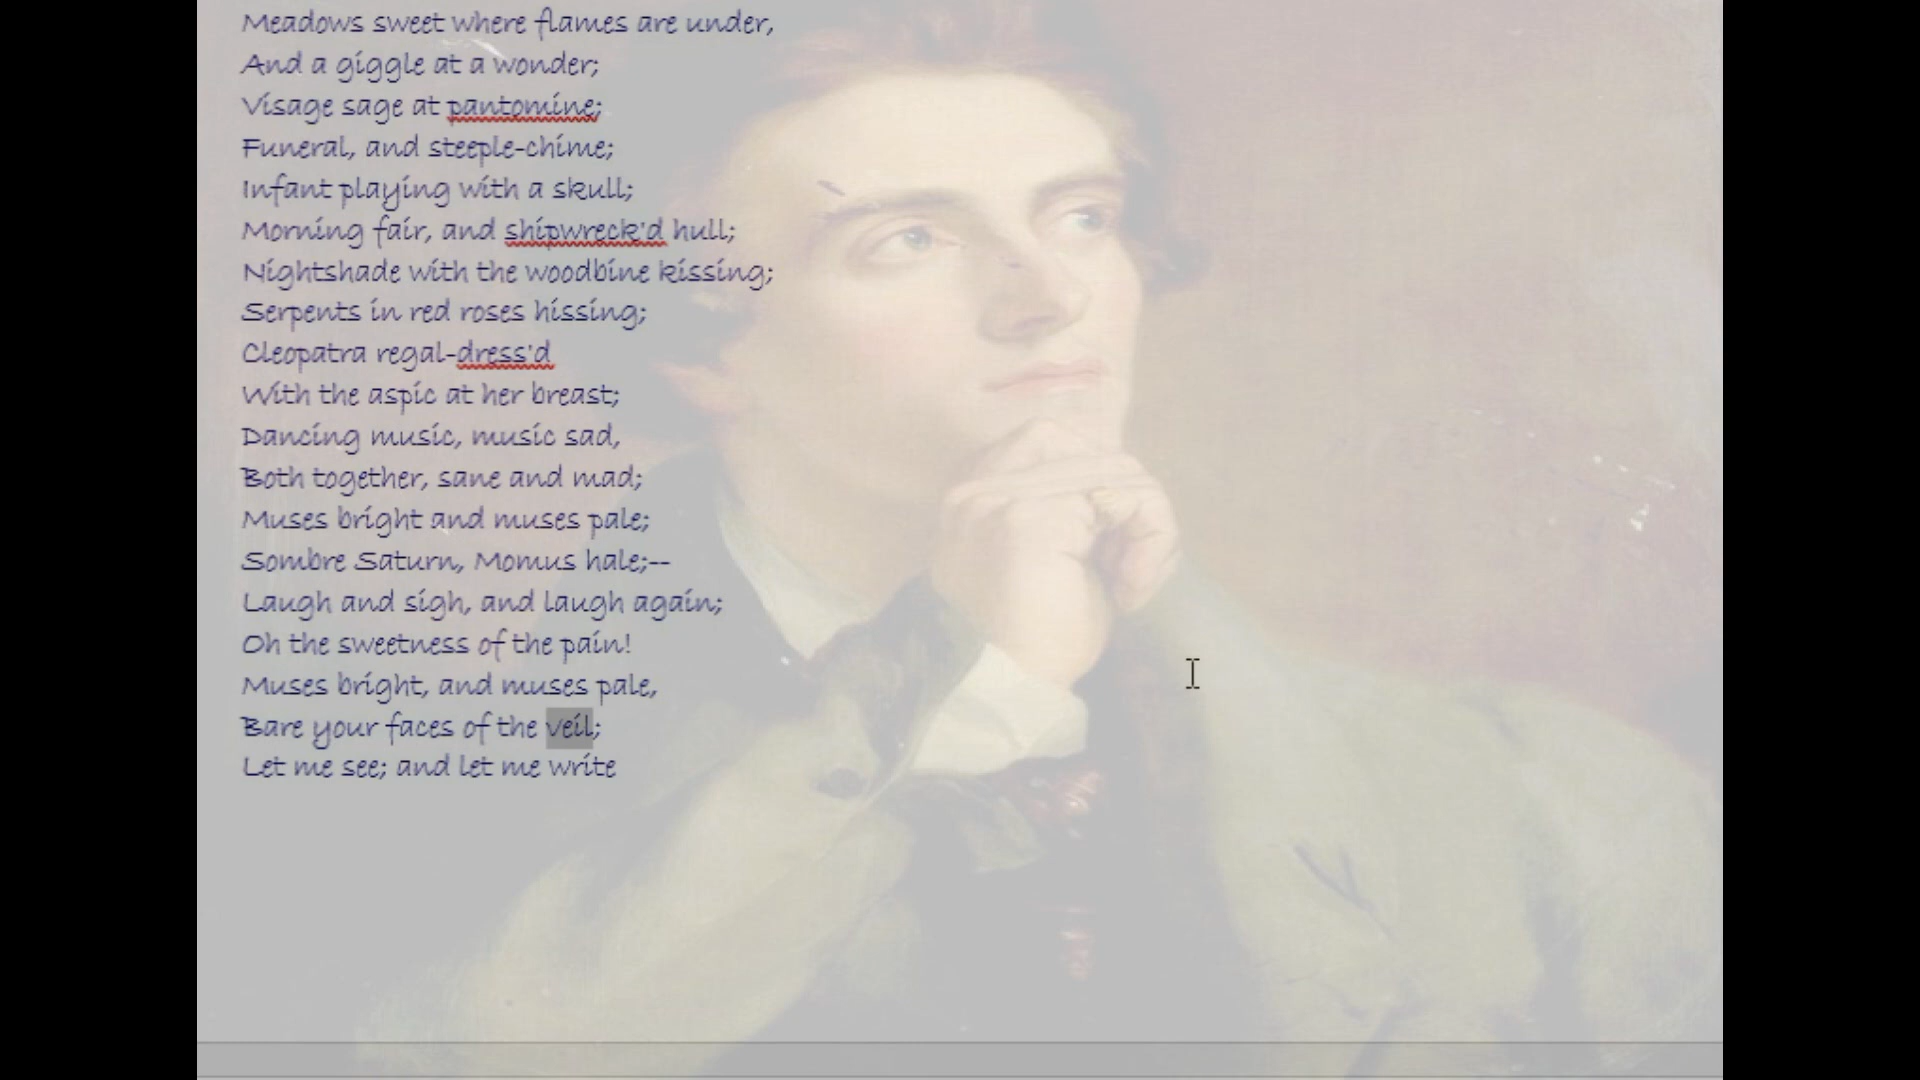 Meadows sweet where flames are under,
And a giggle at a wonder;
Visage sage at pantomine;
Funeral, and steeple-chime;
Infant playing with a skull;
Morning fair, and shipwreck'd hull;
Nightshade with the woodbine kissing;
Serpents in red roses hissing;
Cleopatra regal-dress'd
With the aspic at her breast;
Dancing music, music sad,
Both together, sane and mad;
Muses bright and muses pale;
Sombre Saturn, Momus hale;--
Laugh and sigh, and laugh again;
Oh the sweetness of the pain!
Muses bright, and muses pale,
Bare your faces of the veil;
Let me see; and let me write